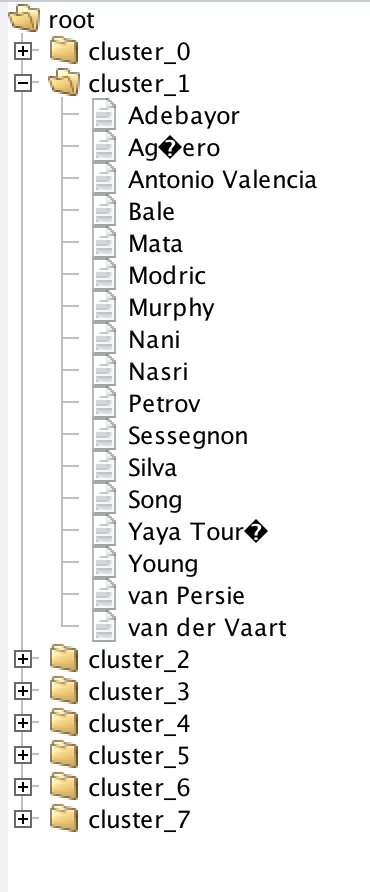 root
cluster_0
cluster_1
Adebayor
Ag�ero
Antonio Valencia
Bale
Mata
Modric
Murphy
Nani
Nasri
Petrov
Sessegnon
Silva
Song
Yaya Tour�
Young
van Persie
van der Vaart
cluster_2
cluster_3
cluster_4
cluster_5
cluster_6
cluster_7